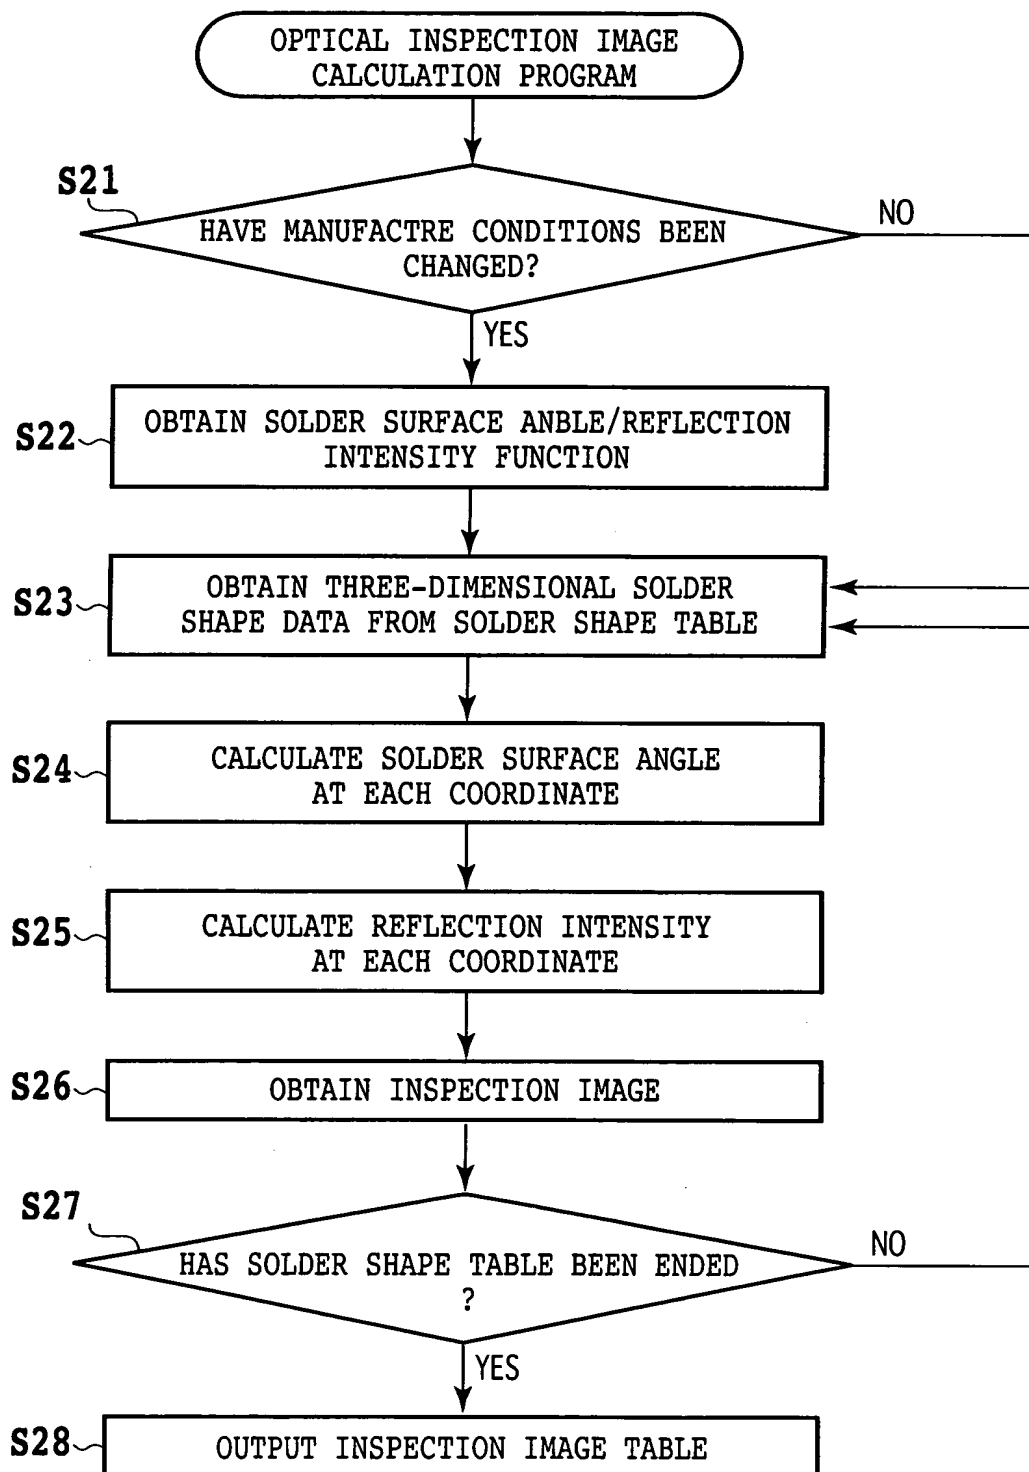 OPTICAL INSPECTION IMAGE
CALCULATION PROGRAM
S21
HAVE MANUFACTRE CONDITIONS BEEN
CHANGED?
NO
YES
S22
OBTAIN SOLDER SURFACE ANBLE/REFLECTION
INTENSITY FUNCTION
S23
OBTAIN THREE-DIMENSIONAL SOLDER
SHAPE DATA FROM SOLDER SHAPE TABLE
S24
CALCULATE SOLDER SURFACE ANGLE
AT EACH COORDINATE
S25
CALCULATE REFLECTION INTENSITY
AT EACH COORDINATE
S26
OBTAIN INSPECTION IMAGE
S27
HAS SOLDER SHAPE TABLE BEEN ENDED
?
NO
YES
S28
OUTPUT INSPECTION IMAGE TABLE